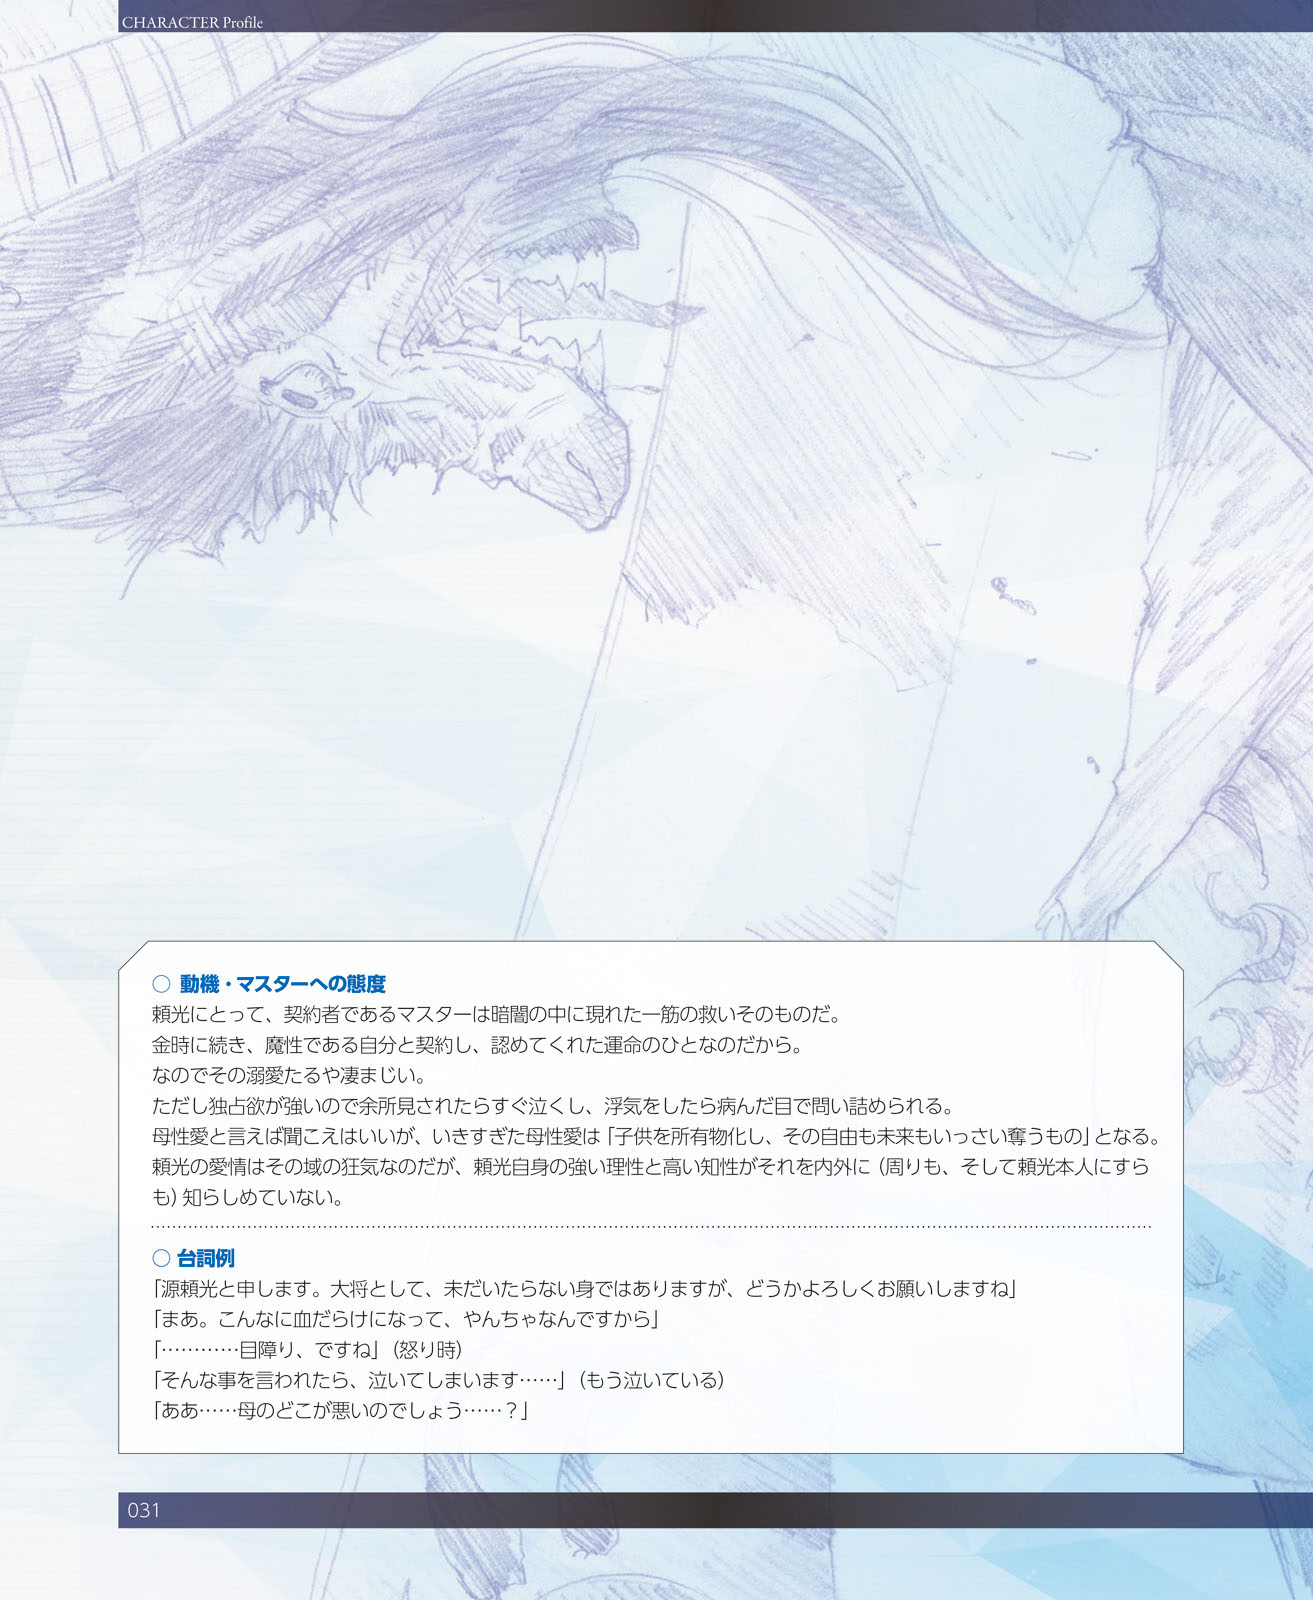 CHARACTER Profile
○ 動機・マスターへの態度
頼光にとって、契約者であるマスターは暗闇の中に現れた一筋の救いそのものだ。
金時に続き、魔性である自分と契約し、認めてくれた運命のひとなのだから。
なのでその溺愛たるや凄まじい。
ただし独占欲が強いので余所見されたらすぐ泣くし、浮気をしたら病んだ目で問い詰められる。
母性愛と言えば聞こえはいいが、いきすぎた母性愛は「子供を所有物化し、その自由も未来もいっさい奪うもの」となる。
頼光の愛情はその域の狂気なのだが、頼光自身の強い理性と高い知性がそれを内外に（周りも、そして頼光本人にすら
も）知らしめていない。
○ 台詞例
「源頼光と申します。大将として、未だいたらない身ではありますが、どうかよろしくお願いしますね」
「まあ。こんなに血だらけになって、やんちゃなんですから」
「…………目障り、ですね」（怒り時）
「そんな事を言われたら、泣いてしまいます……」（もう泣いている）
「ああ……母のどこが悪いのでしょう……？」
031